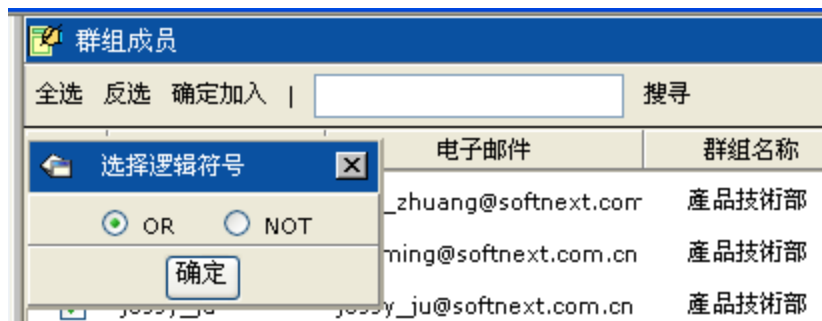 群组成员
全选 反选 确定加入 | 搜寻
电子邮件 群组名称
选择逻辑符号
_zhuang@softnext.com 產品技術部
OR NOT
ming@softnext.com.cn 產品技術部
确定
jossy_ju@softnext.com.cn 產品技術部